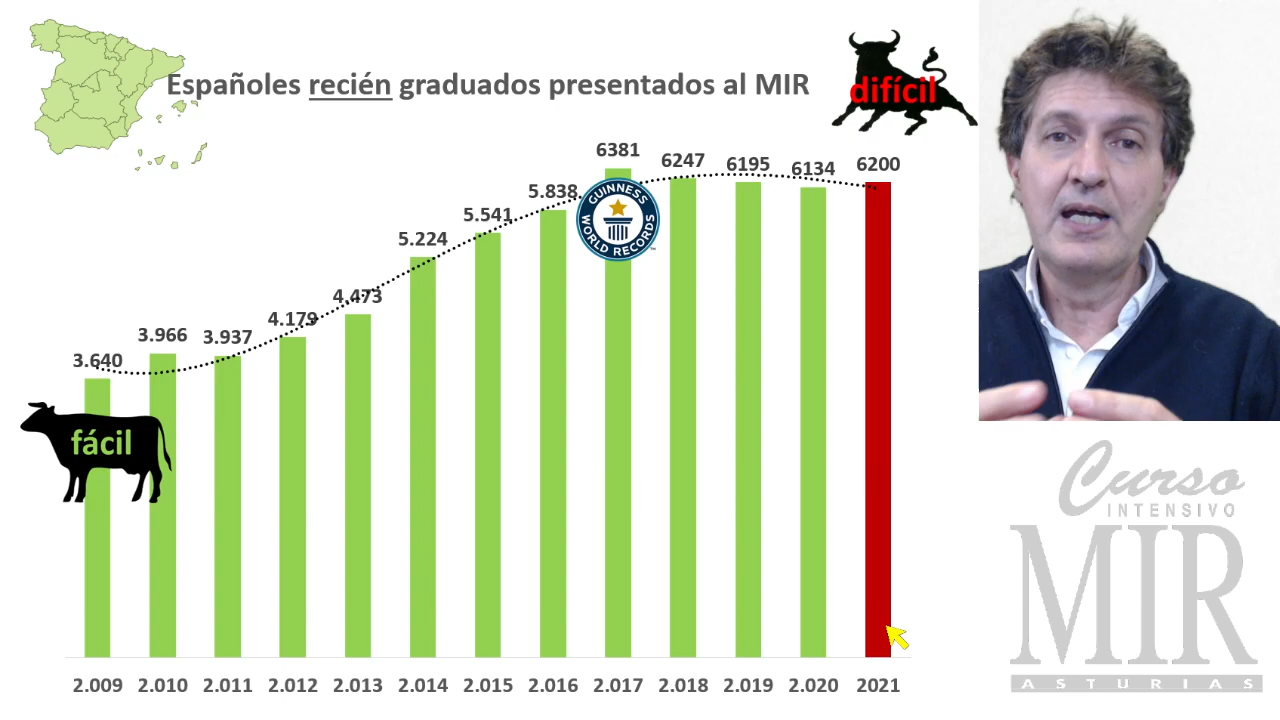 Españoles recién graduados presentados al MIR
difícil
6381
6247
6195
6134
6200
5.838
5.541
5.224
4.473
4.179
3.966
3.937
3.640
GUINNESS
WORLD RECORDS
fácil
2.009
2.010
2.011
2.012
2.013
2.014
2.015
2.016
2.017
2.018
2.019
2.020
2021
Curso
INTENSIVO
MIR
ASTURIAS